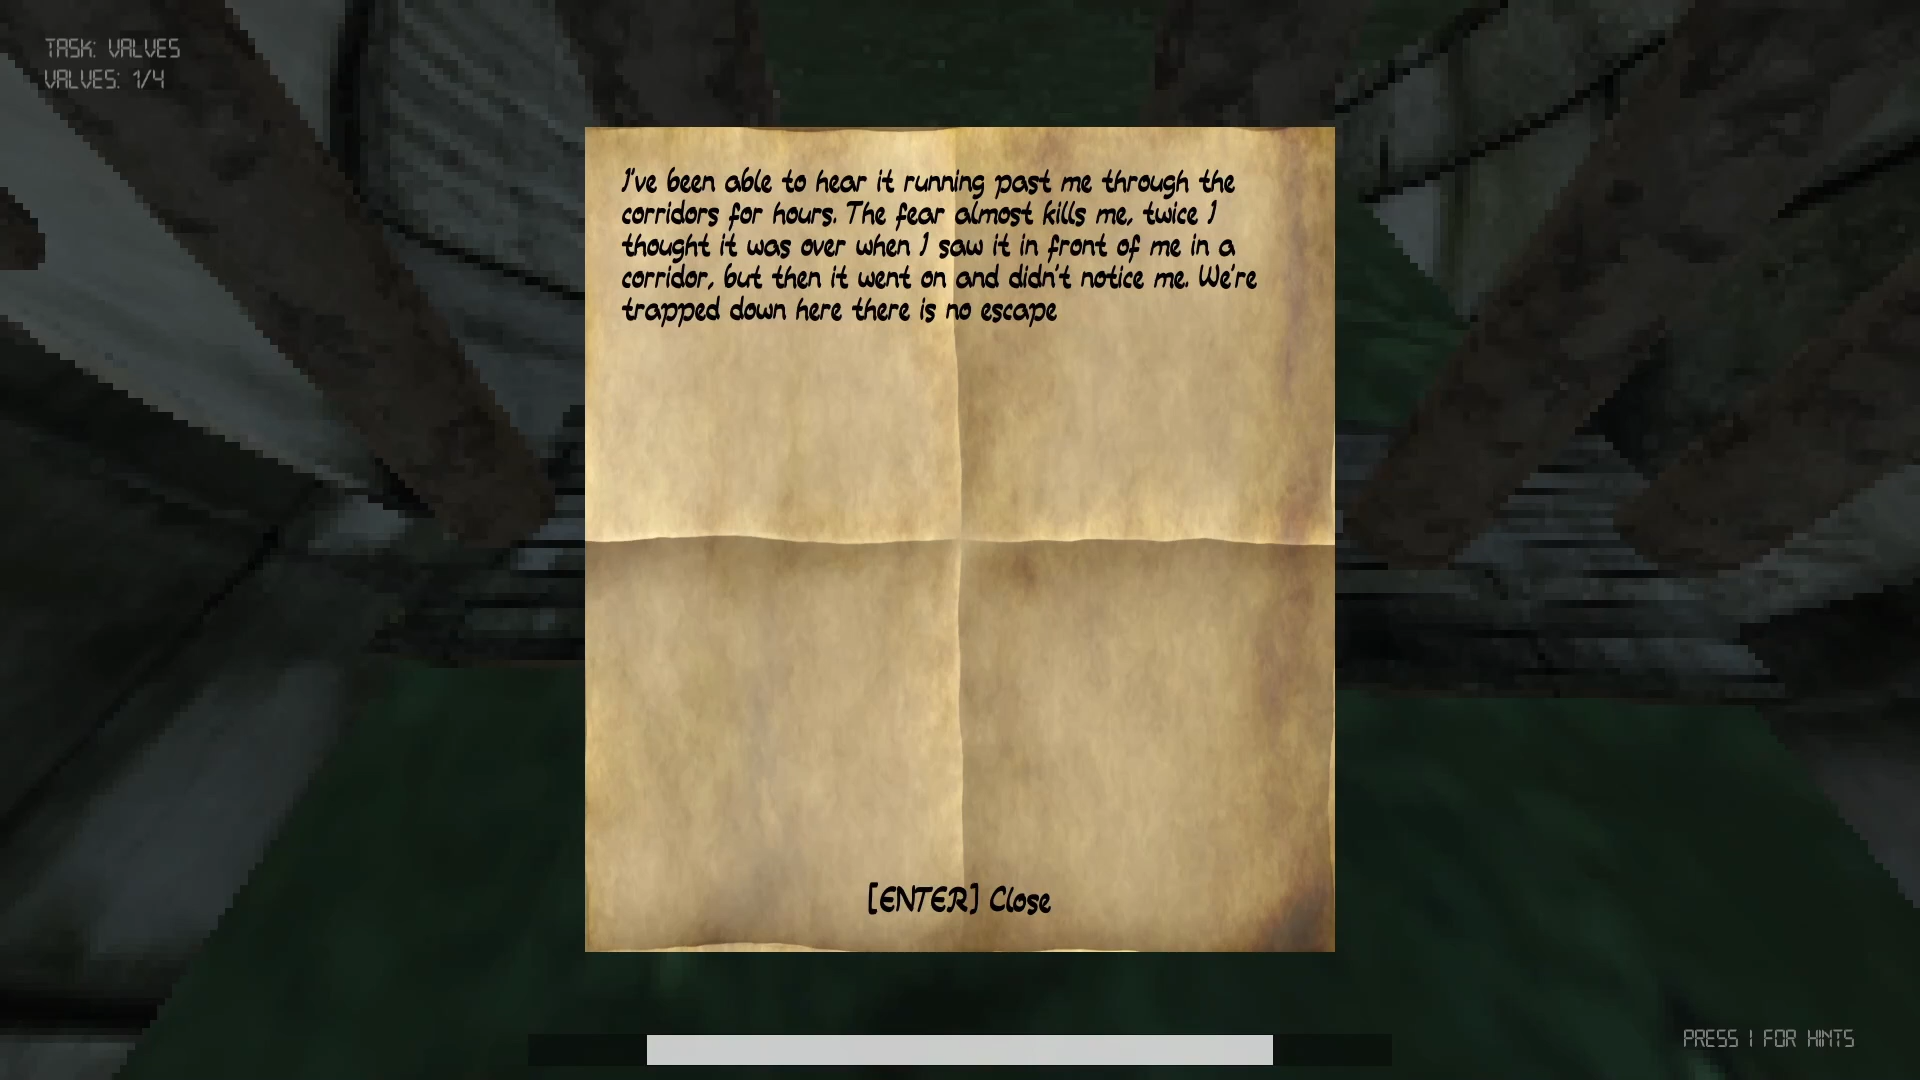 TASK: VALVES
VALVES: 1/4
I've been able to hear it running past me through the
corridors for hours. The fear almost kills me, twice I
thought it was over when I saw it in front of me in a
corridor, but then it went on and didn't notice me. We're
trapped down here there is no escape
[ENTER] Close
PRESS I FOR HINTS